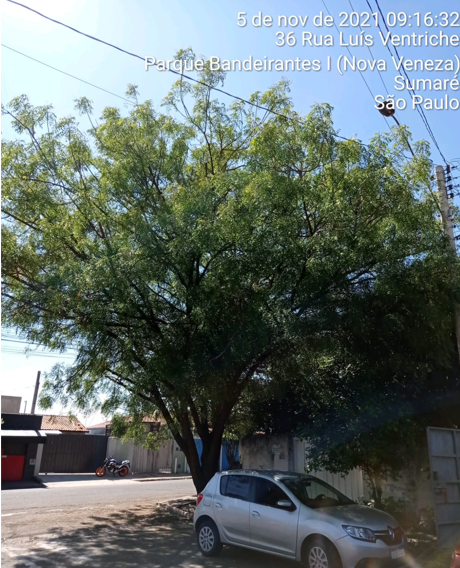 5 de nov de 2021 09:16:32
36 Rua Luís Ventriche
Parque Bandeirantes I (Nova Veneza)
Sumaré
São Paulo